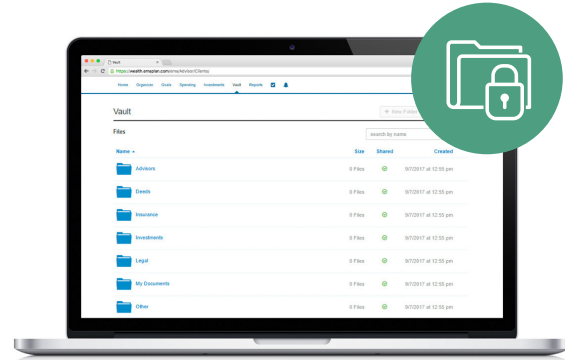 Vault
https://wealth.emaplan.com/ema/Advisor/Clients
Home Organizer Goals Spending Investments Vault Reports
Vault
+ New Folder
Files
search by name
Name Size Shared Created
Advisors 0 Files 9/7/2017 at 12:55 pm
Deeds 0 Files 9/7/2017 at 12:55 pm
Insurance 0 Files 9/7/2017 at 12:55 pm
Investments 0 Files 9/7/2017 at 12:55 pm
Legal 0 Files 9/7/2017 at 12:55 pm
My Documents 0 Files 9/7/2017 at 12:55 pm
Other 0 Files 9/7/2017 at 12:55 pm